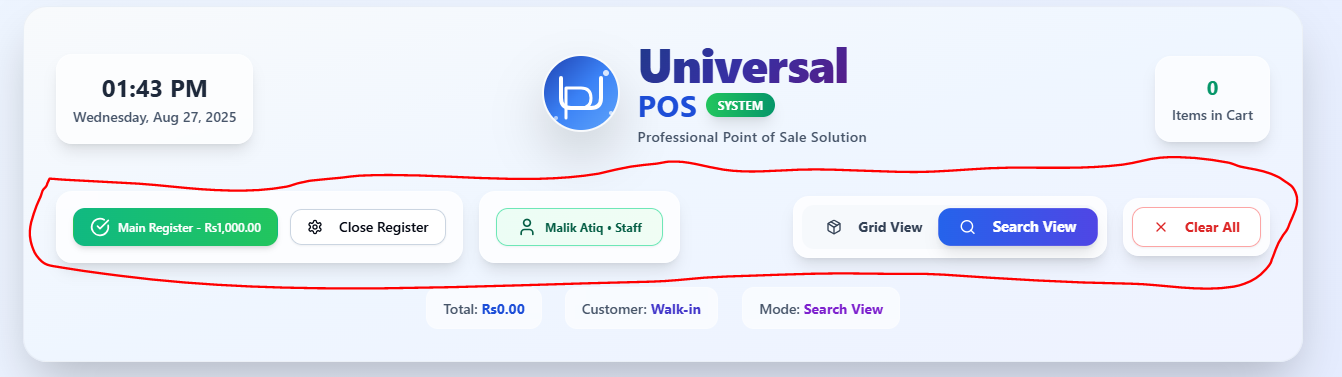 01:43 PM
Wednesday, Aug 27, 2025
Universal
POS SYSTEM
Professional Point of Sale Solution
0
Items in Cart
Main Register - Rs1,000.00
Close Register
Malik Atiq • Staff
Grid View
Search View
Clear All
Total: Rs0.00
Customer: Walk-in
Mode: Search View